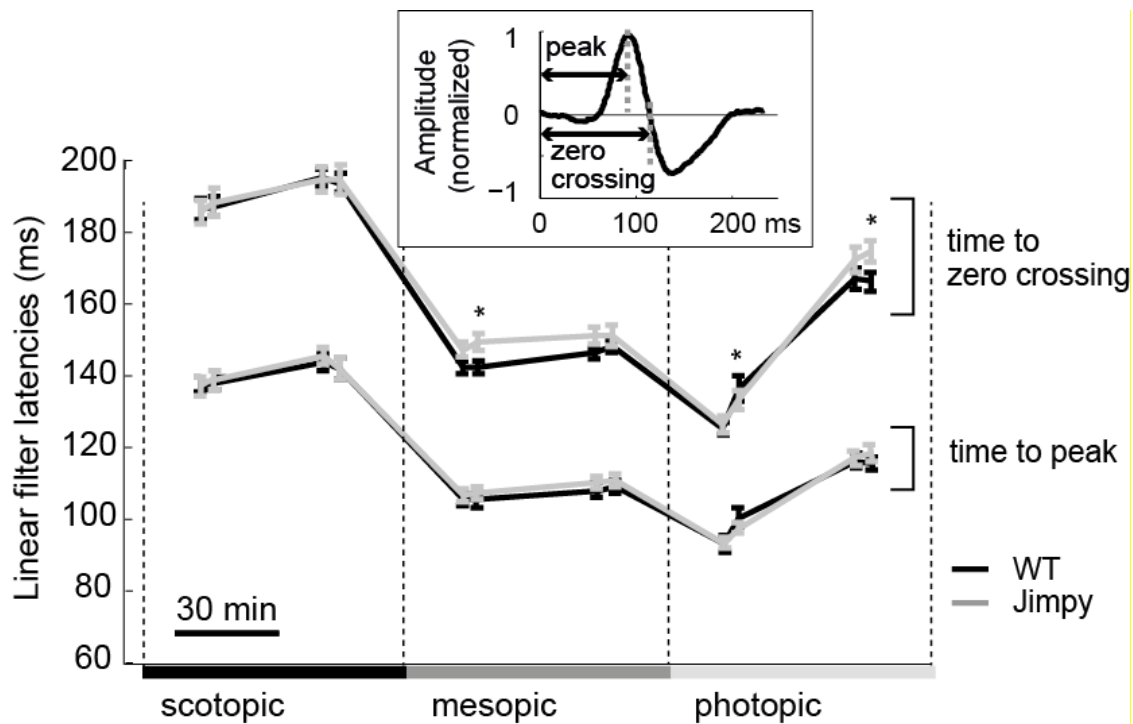 Amplitude
(normalized)
1
0
−1
peak
zero
crossing
0
100
200 ms
Linear filter latencies (ms)
200
180
160
140
120
100
80
60
*
*
*
time to
zero crossing
time to peak
WT
Jimpy
30 min
scotopic
mesopic
photopic